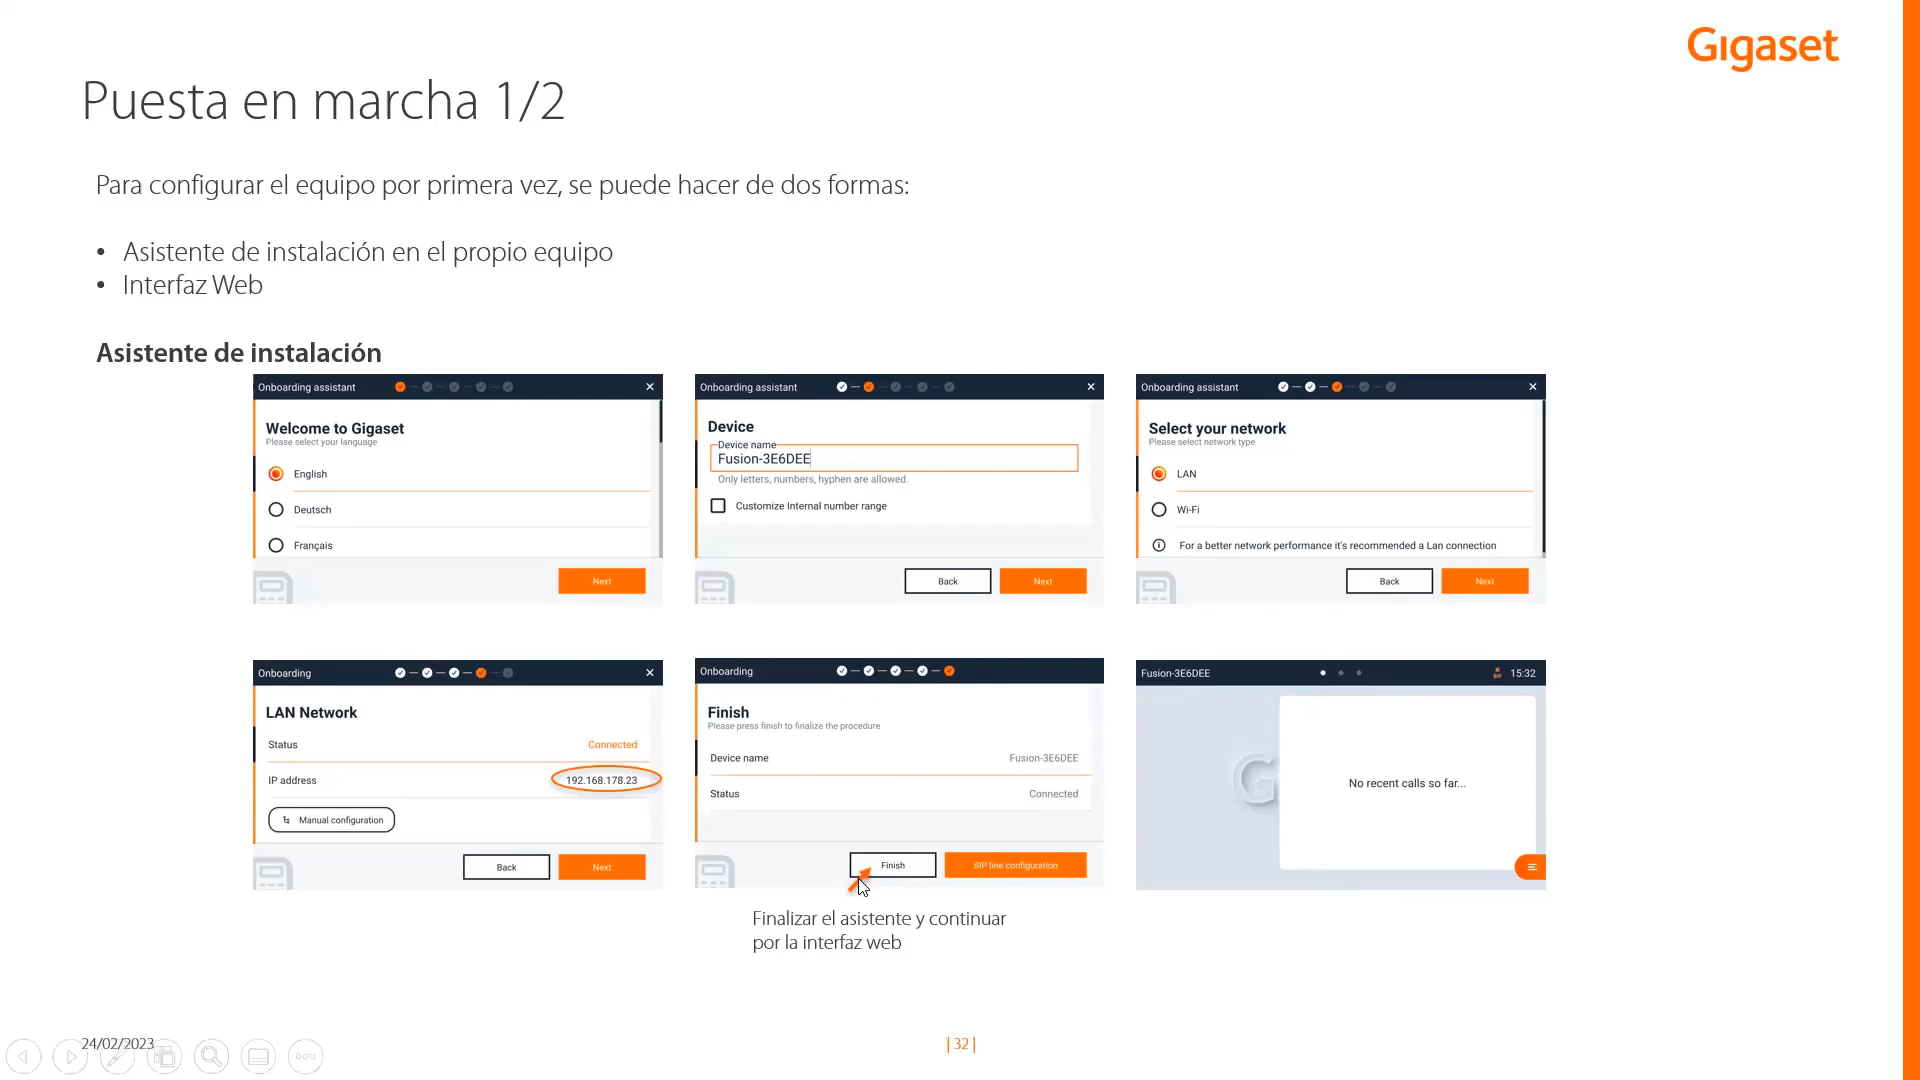 Gigaset
Puesta en marcha 1/2
Para configurar el equipo por primera vez, se puede hacer de dos formas:
• Asistente de instalación en el propio equipo
• Interfaz Web
Asistente de instalación
Onboarding assistant
Welcome to Gigaset
Please select your language
English
Deutsch
Français
Next
Onboarding assistant
Device
Device name
Fusion-3E6DEE
Only letters, numbers, hyphen are allowed.
Customize Internal number range
Back
Next
Onboarding assistant
Select your network
Please select network type
LAN
Wi-Fi
For a better network performance it's recommended a Lan connection
Back
Next
Onboarding
LAN Network
Status Connected
IP address 192.168.178.23
Manual configuration
Back
Next
Onboarding
Finish
Please press finish to finalize the procedure
Device name Fusion-3E6DEE
Status Connected
Finish
SIP line configuration
Fusion-3E6DEE
SIP 15:32
G
No recent calls so far...
Finalizar el asistente y continuar
por la interfaz web
24/02/2023
| 32 |